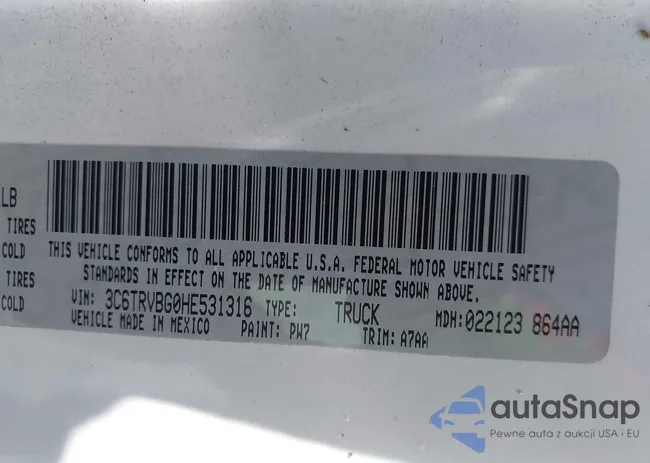 LB
TIRES
COLD
THIS VEHICLE CONFORMS TO ALL APPLICABLE U.S.A. FEDERAL MOTOR VEHICLE SAFETY
TIRES
STANDARDS IN EFFECT ON THE DATE OF MANUFACTURE SHOWN ABOVE.
COLD
VIN: 3C6TRVBG0HE531316 TYPE: TRUCK MDH:022123 864AA
VEHICLE MADE IN MEXICO PAINT: PW7 TRIM: A7AA
autaSnap
Pewne auta z aukcji USA i EU